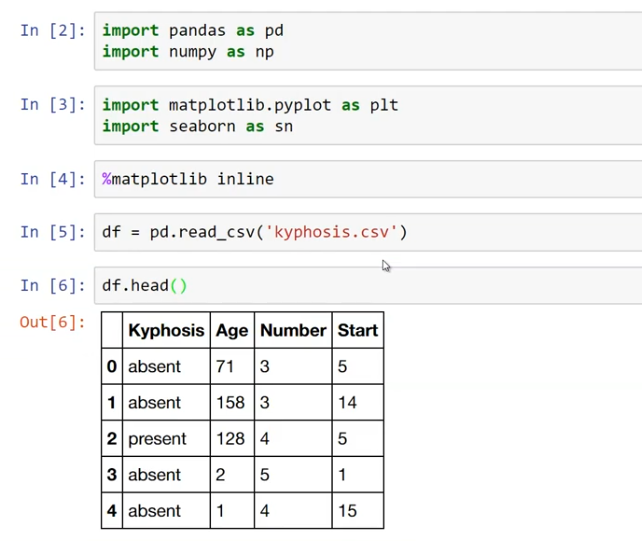 In [2]: import pandas as pd
import numpy as np
In [3]: import matplotlib.pyplot as plt
import seaborn as sn
In [4]: %matplotlib inline
In [5]: df = pd.read_csv('kyphosis.csv')
In [6]: df.head()
Out[6]:
Kyphosis Age Number Start
0 absent 71 3 5
1 absent 158 3 14
2 present 128 4 5
3 absent 2 5 1
4 absent 1 4 15